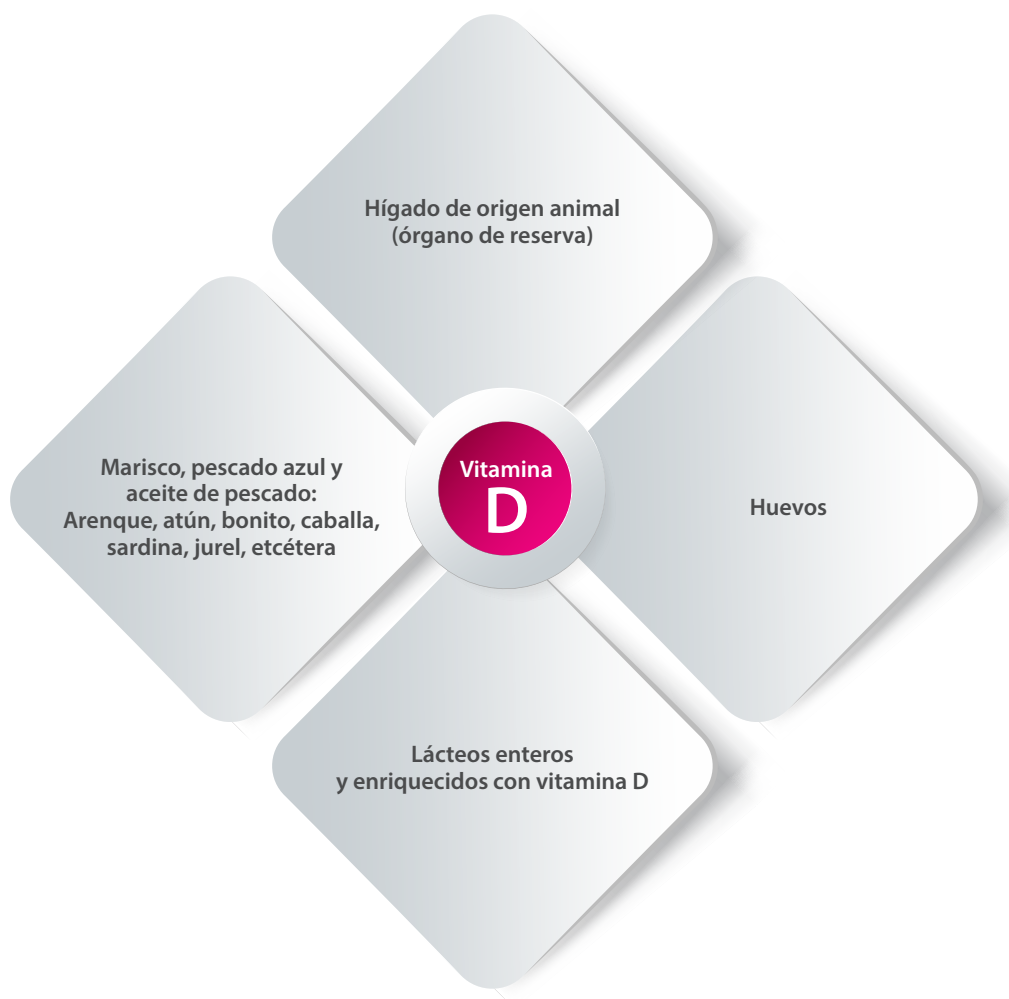 Hígado de origen animal
(órgano de reserva)
Marisco, pescado azul y
aceite de pescado:
Arenque, atún, bonito, caballa,
sardina, jurel, etcétera
Vitamina
D
Huevos
Lácteos enteros
y enriquecidos con vitamina D